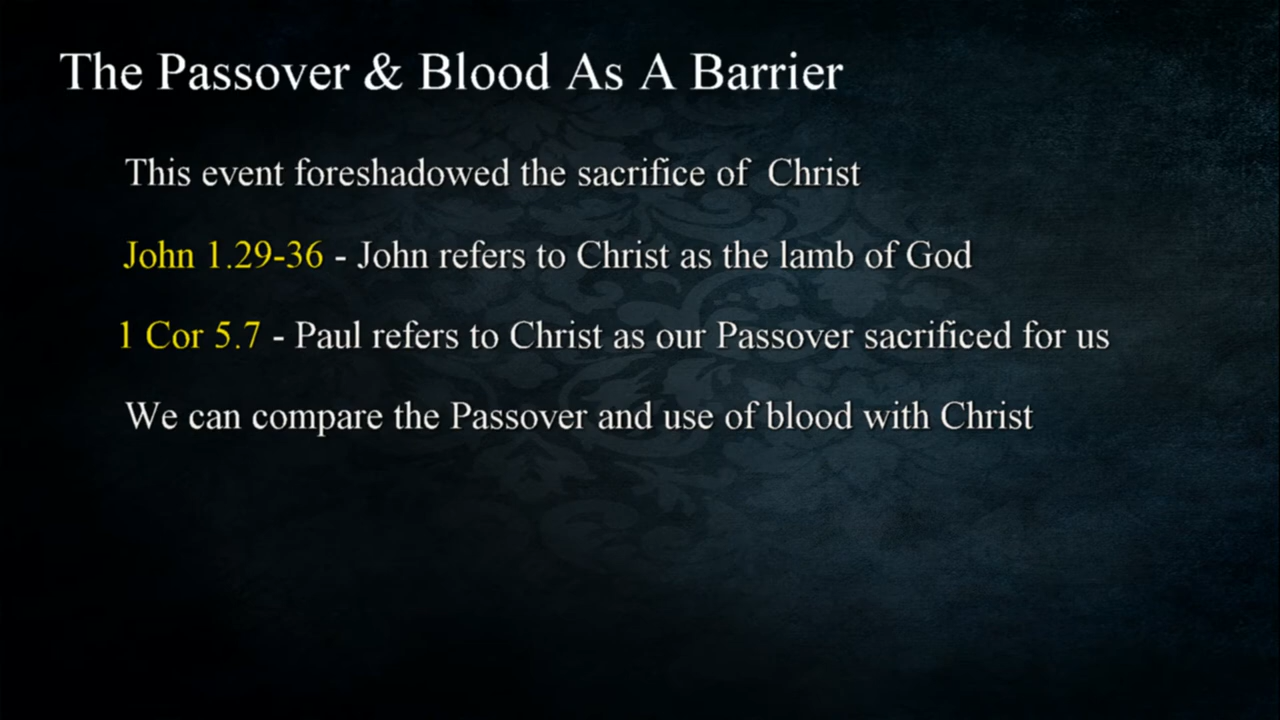 The Passover & Blood As A Barrier
This event foreshadowed the sacrifice of Christ
John 1.29-36 - John refers to Christ as the lamb of God
1 Cor 5.7 - Paul refers to Christ as our Passover sacrificed for us
We can compare the Passover and use of blood with Christ